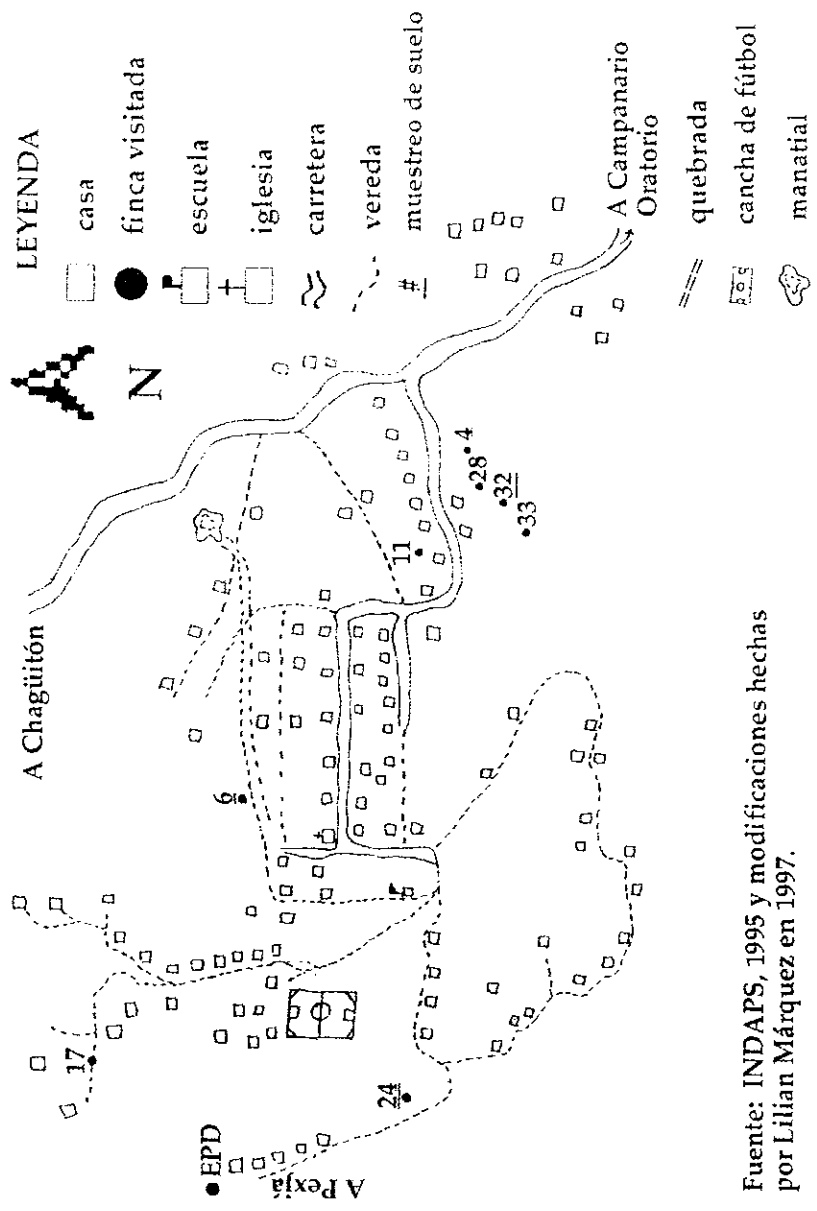 LEYENDA
casa
finca visitada
escuela
iglesia
carretera
vereda
#
muestreo de suelo
N
A Chagüitón
A Campanario
Oratorio
quebrada
cancha de fútbol
manatial
6
17
EPD
A Pexjá
24
11
4
28
32
33
Fuente: INDAPS, 1995 y modificaciones hechas
por Lilian Márquez en 1997.